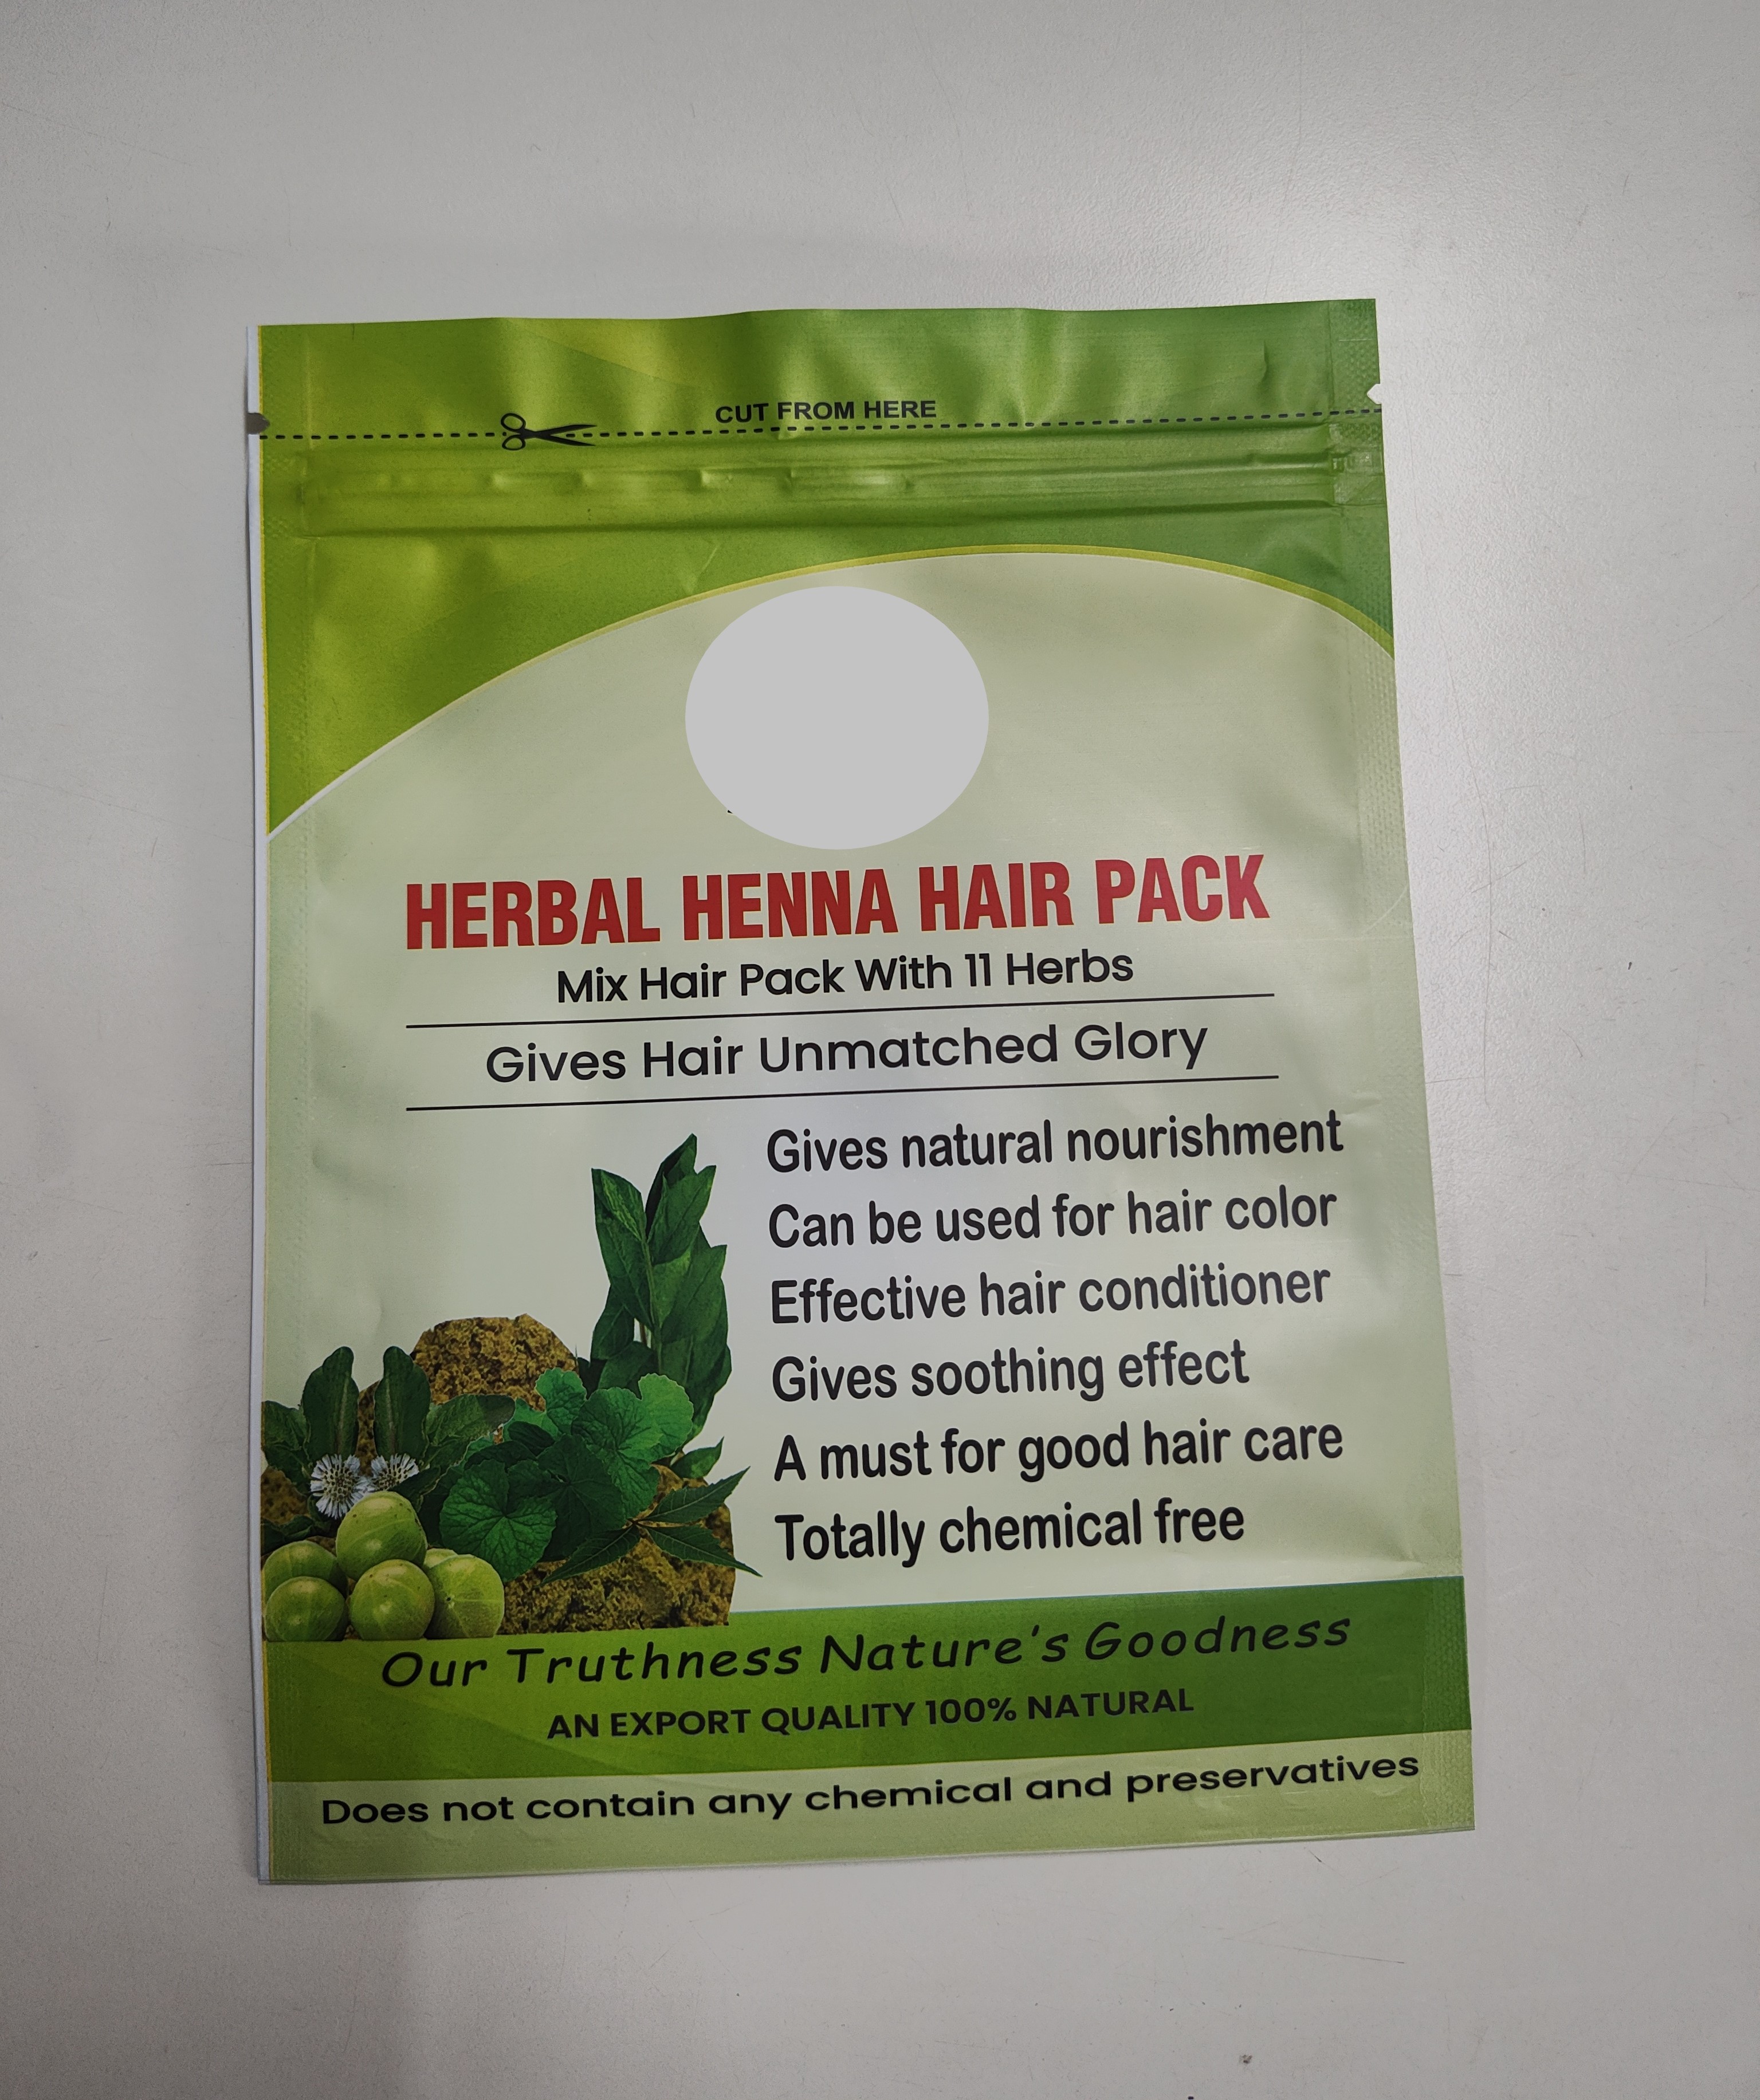 CUT FROM HERE
HERBAL HENNA HAIR PACK
Mix Hair Pack With 11 Herbs
Gives Hair Unmatched Glory
Gives natural nourishment
Can be used for hair color
Effective hair conditioner
Gives soothing effect
A must for good hair care
Totally chemical free
Our Truthness Nature's Goodness
AN EXPORT QUALITY 100% NATURAL
Does not contain any chemical and preservatives